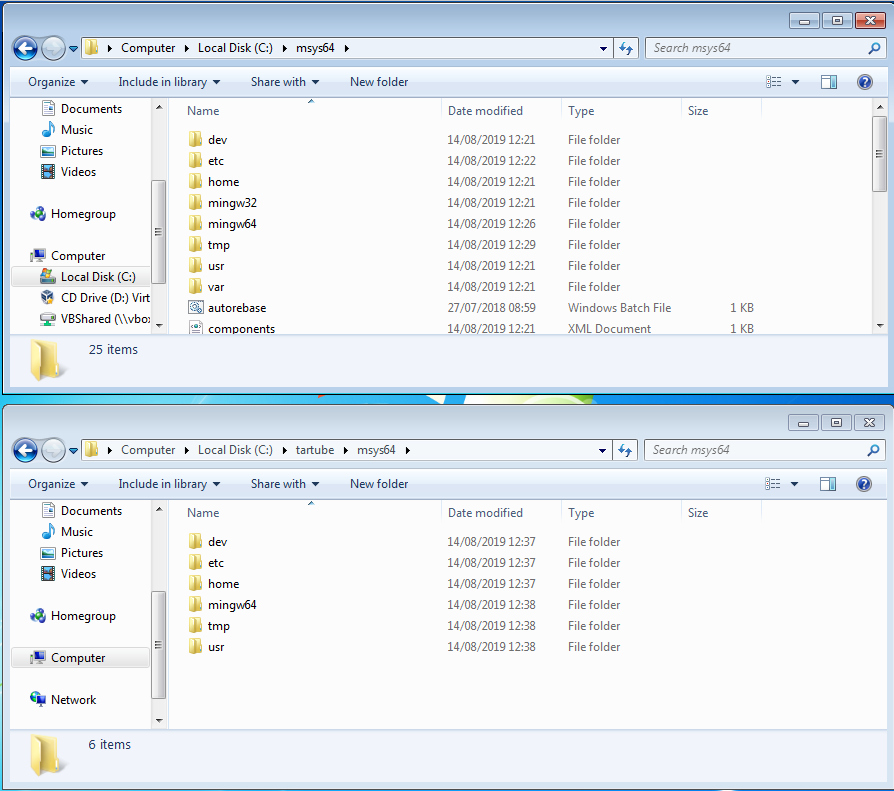 Computer Local Disk (C:) msys64 Search msys64
Organize Include in library Share with New folder
Documents
Music
Pictures
Videos
Homegroup
Computer
Local Disk (C:)
CD Drive (D:) Virt
VBShared (\\vbo
Name Date modified Type Size
dev 14/08/2019 12:21 File folder
etc 14/08/2019 12:22 File folder
home 14/08/2019 12:21 File folder
mingw32 14/08/2019 12:21 File folder
mingw64 14/08/2019 12:26 File folder
tmp 14/08/2019 12:29 File folder
usr 14/08/2019 12:21 File folder
var 14/08/2019 12:21 File folder
autorebase 27/07/2018 08:59 Windows Batch File 1 KB
components 14/08/2019 12:21 XML Document 1 KB
25 items
Computer Local Disk (C:) tartube msys64 Search msys64
Organize Include in library Share with New folder
Documents
Music
Pictures
Videos
Homegroup
Computer
Network
Name Date modified Type Size
dev 14/08/2019 12:37 File folder
etc 14/08/2019 12:37 File folder
home 14/08/2019 12:37 File folder
mingw64 14/08/2019 12:38 File folder
tmp 14/08/2019 12:38 File folder
usr 14/08/2019 12:38 File folder
6 items